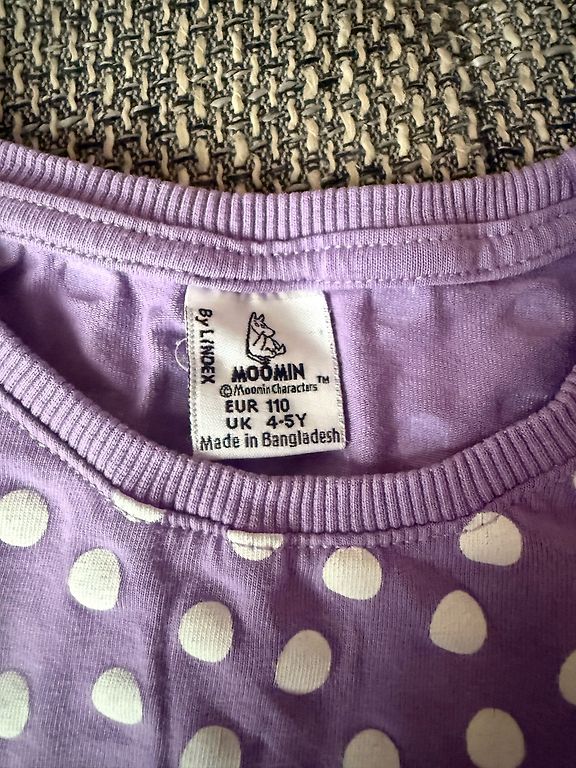 By LINDEX
MOOMIN
© Moomin Characters ™
EUR 110
UK 4-5Y
Made in Bangladesh